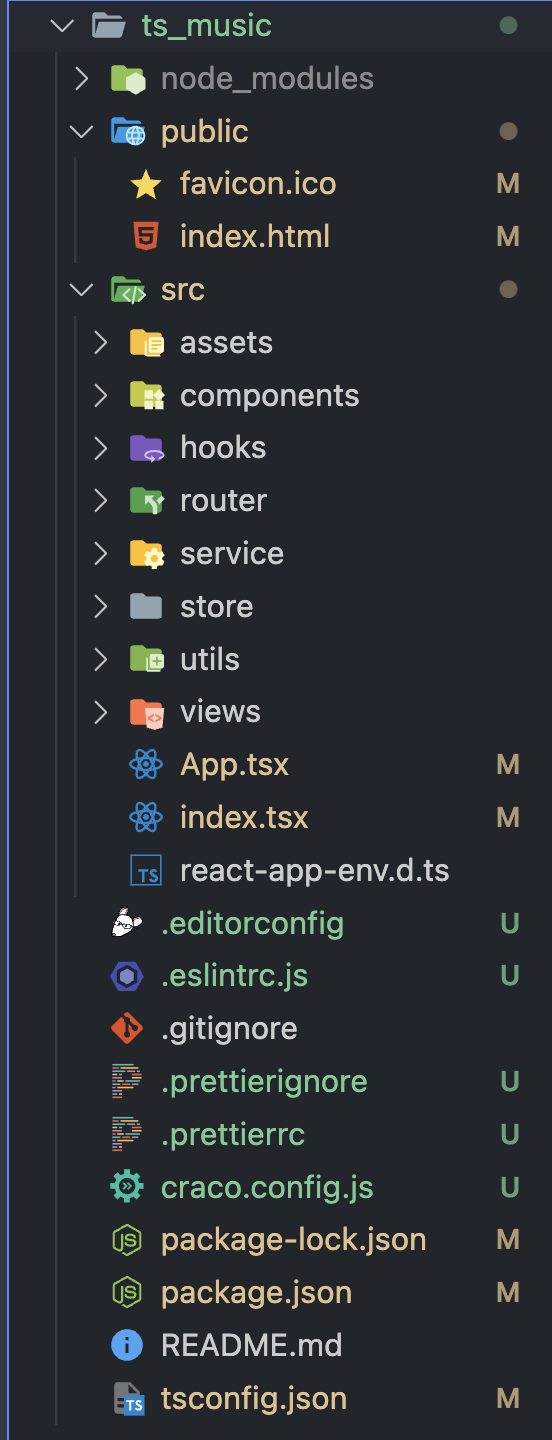 ts_music
node_modules
public
favicon.ico M
index.html M
src
assets
components
hooks
router
service
store
utils
views
App.tsx M
index.tsx M
TS react-app-env.d.ts
.editorconfig U
.eslintrc.js U
.gitignore
.prettierignore U
.prettierrc U
craco.config.js U
JS package-lock.json M
JS package.json M
README.md
TS tsconfig.json M